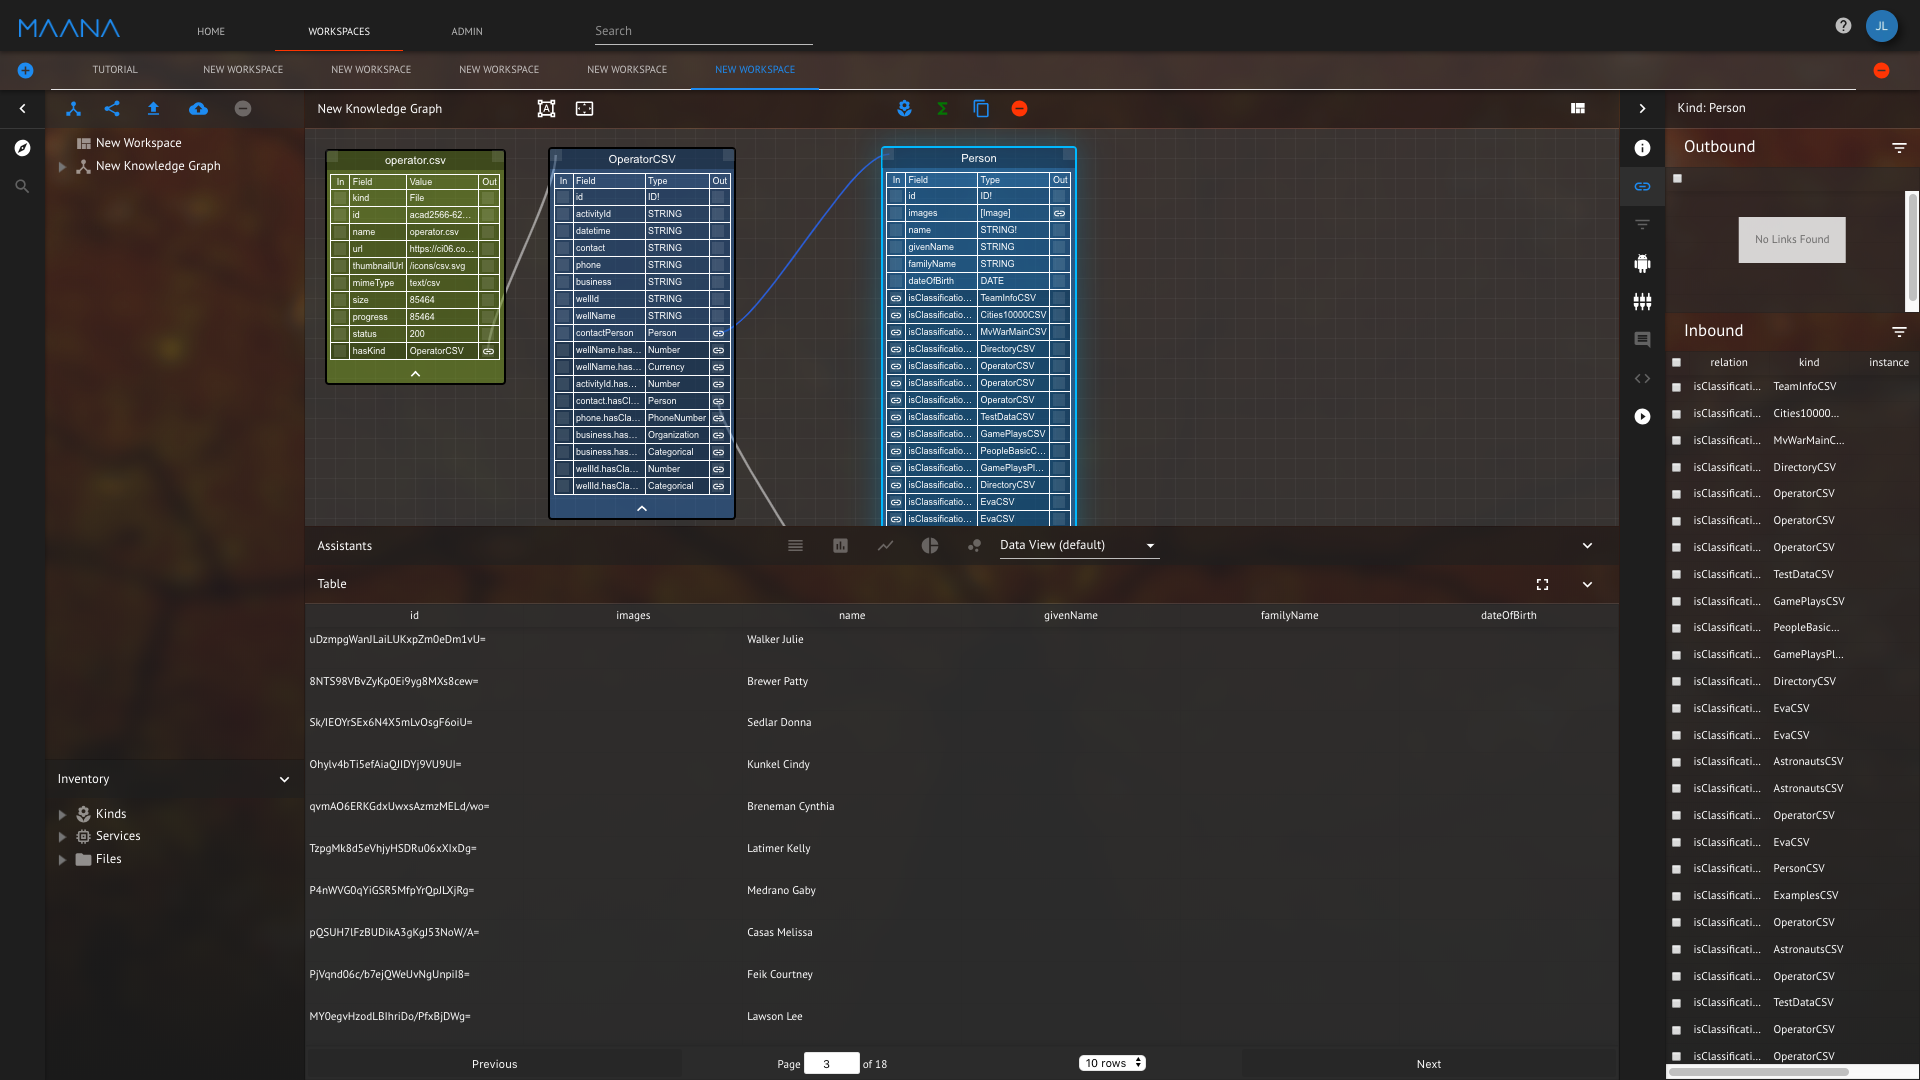 MAANA
HOME
WORKSPACES
ADMIN
Search
JL
TUTORIAL
NEW WORKSPACE
NEW WORKSPACE
NEW WORKSPACE
NEW WORKSPACE
NEW WORKSPACE
New Workspace
New Knowledge Graph
Inventory
Kinds
Services
Files
New Knowledge Graph
operator.csv
In Field Value Out
kind File
id acad2566-62...
name operator.csv
url https://ci06.co...
thumbnailUrl /icons/csv.svg
mimeType text/csv
size 85464
progress 85464
status 200
hasKind OperatorCSV
OperatorCSV
In Field Type Out
id ID!
activityId STRING
datetime STRING
contact STRING
phone STRING
business STRING
wellId STRING
wellName STRING
contactPerson Person
wellName.has... Number
wellName.has... Currency
activityId.has... Number
contact.hasCl... Person
phone.hasCla... PhoneNumber
business.has... Organization
business.has... Categorical
wellId.hasCla... Number
wellId.hasCla... Categorical
Person
In Field Type Out
id ID!
images [Image]
name STRING!
givenName STRING
familyName STRING
dateOfBirth DATE
isClassificatio... TeamInfoCSV
isClassificatio... Cities10000CSV
isClassificatio... MvWarMainCSV
isClassificatio... DirectoryCSV
isClassificatio... OperatorCSV
isClassificatio... OperatorCSV
isClassificatio... OperatorCSV
isClassificatio... TestDataCSV
isClassificatio... GamePlaysCSV
isClassificatio... PeopleBasicC...
isClassificatio... GamePlaysPl...
isClassificatio... DirectoryCSV
isClassificatio... EvaCSV
isClassificatio... EvaCSV
Assistants
Data View (default)
Table
id images name givenName familyName dateOfBirth
uDzmpgWanJLaiLUKxpZm0eDm1vU= Walker Julie
8NTS98VBvZyKp0Ei9yg8MXs8cew= Brewer Patty
Sk/IEOYrSEx6N4X5mLvOsgF6oiU= Sedlar Donna
Ohylv4bTi5efAiaQJIDYj9VU9UI= Kunkel Cindy
qvmAO6ERKGdxUwxsAzmzMELd/wo= Breneman Cynthia
TzpgMk8d5eVhjyHSDRu06xXIxDg= Latimer Kelly
P4nWVG0qYiGSR5MfpYrQpJLXjRg= Medrano Gaby
pQSUH7lFzBUDikA3gKgJ53NoW/A= Casas Melissa
PjVqnd06c/b7ejQWeUvNgUnpiI8= Feik Courtney
MY0egvHzodLBIhriDo/PfxBjDWg= Lawson Lee
Previous
Page 3 of 18
10 rows
Next
Kind: Person
Outbound
No Links Found
Inbound
relation kind instance
isClassificati... TeamInfoCSV
isClassificati... Cities10000...
isClassificati... MvWarMainC...
isClassificati... DirectoryCSV
isClassificati... OperatorCSV
isClassificati... OperatorCSV
isClassificati... OperatorCSV
isClassificati... TestDataCSV
isClassificati... GamePlaysCSV
isClassificati... PeopleBasic...
isClassificati... GamePlaysPl...
isClassificati... DirectoryCSV
isClassificati... EvaCSV
isClassificati... EvaCSV
isClassificati... AstronautsCSV
isClassificati... AstronautsCSV
isClassificati... OperatorCSV
isClassificati... EvaCSV
isClassificati... PersonCSV
isClassificati... ExamplesCSV
isClassificati... OperatorCSV
isClassificati... AstronautsCSV
isClassificati... OperatorCSV
isClassificati... TestDataCSV
isClassificati... OperatorCSV
isClassificati... OperatorCSV